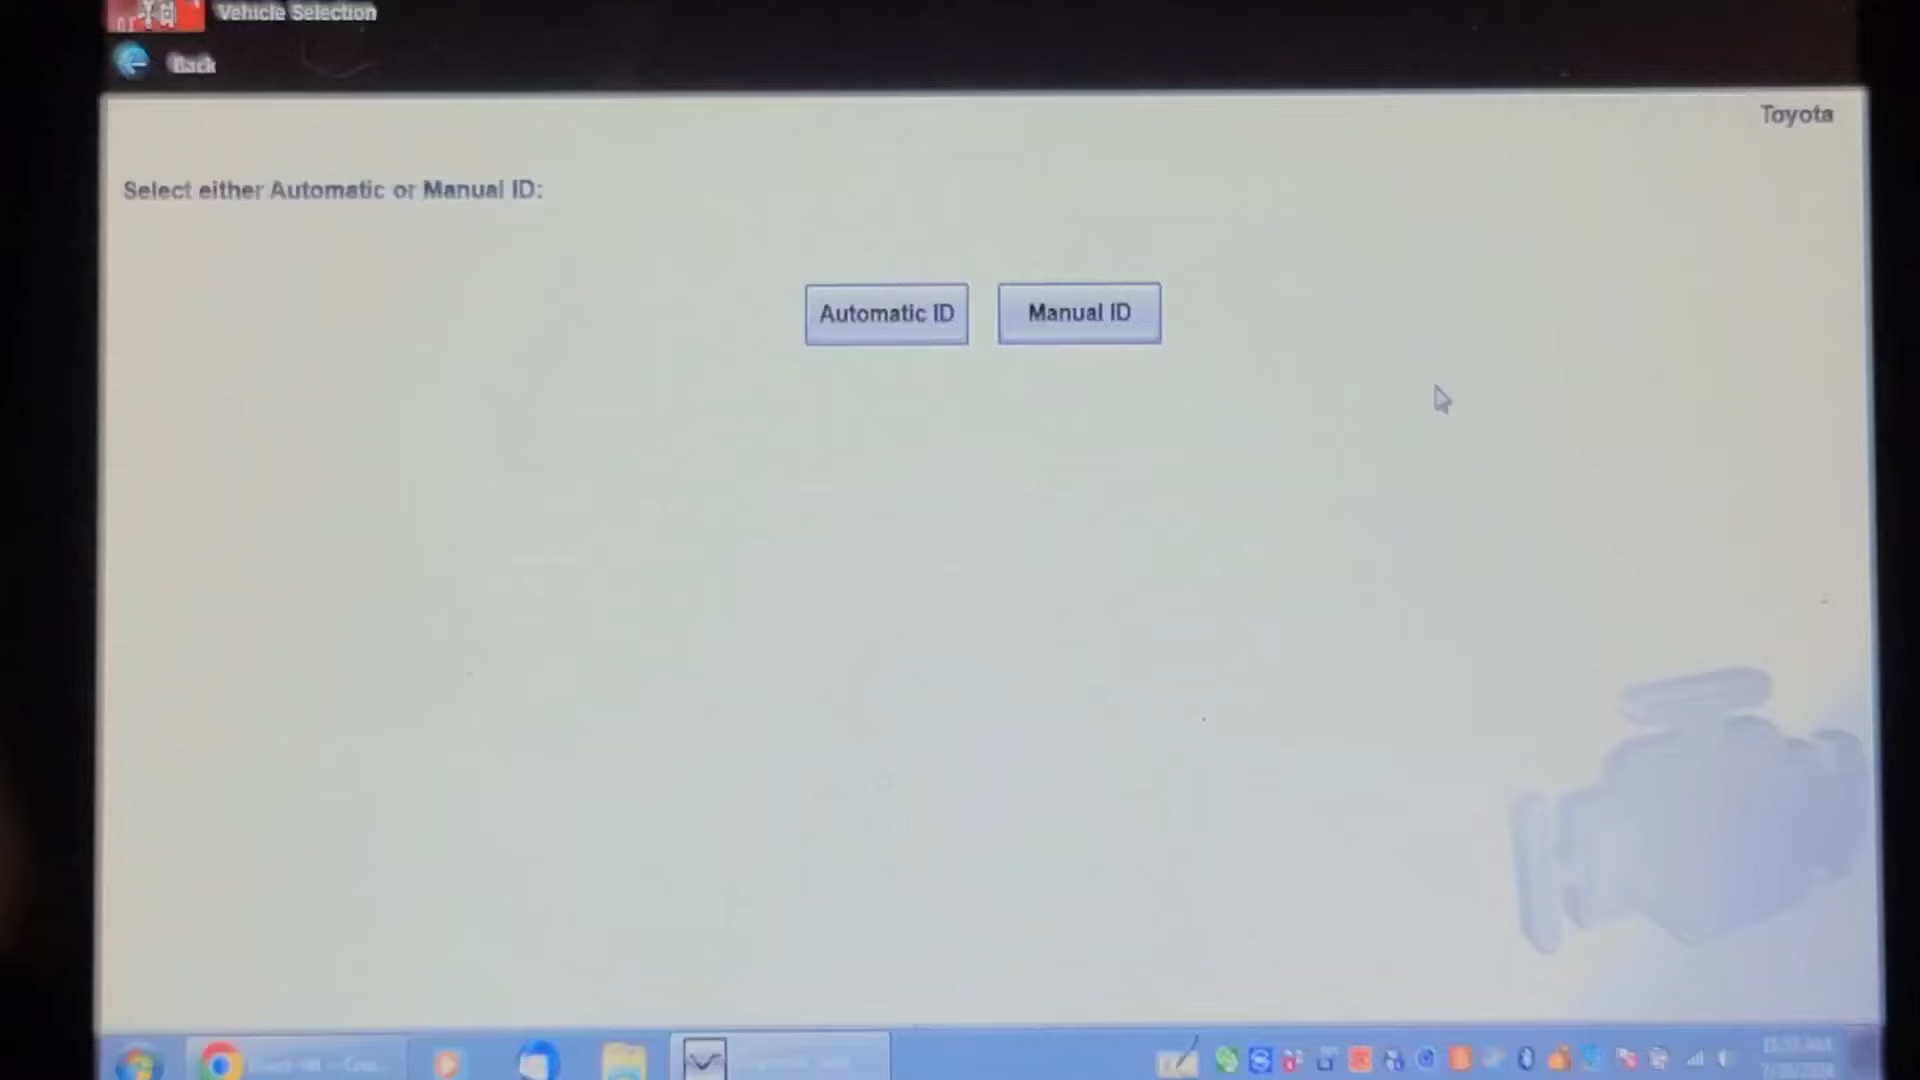 Vehicle Selection
Back
Toyota
Select either Automatic or Manual ID:
Automatic ID
Manual ID